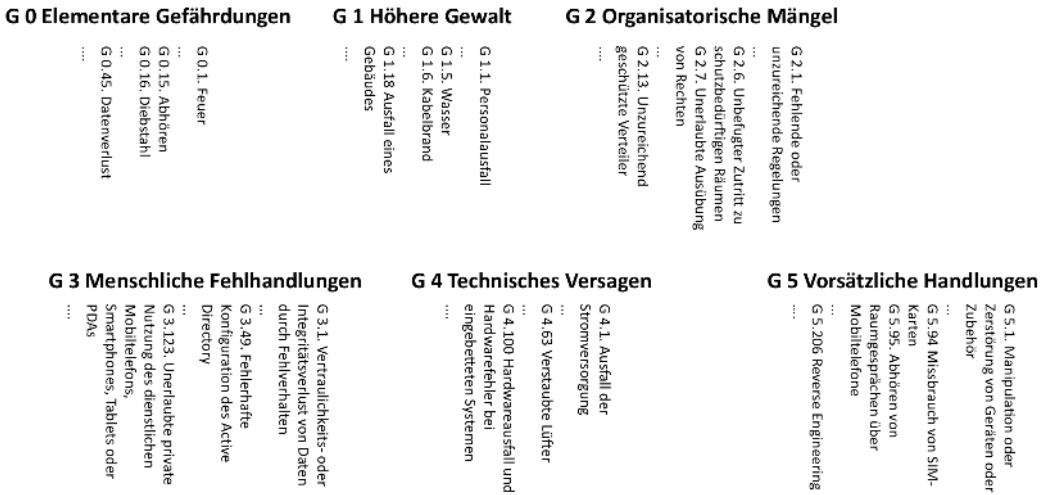 G 0 Elementare Gefährdungen
G 0.1. Feuer
...
G 0.15. Abhören
G 0.16. Diebstahl
...
G 0.45. Datenverlust
....
G 1 Höhere Gewalt
G 1.1. Personalausfall
...
G 1.5. Wasser
G 1.6. Kabelbrand
...
G 1.18 Ausfall eines
Gebäudes
....
G 2 Organisatorische Mängel
G 2.1. Fehlende oder
unzureichende Regelungen
...
G 2.6. Unbefugter Zutritt zu
schutzbedürftigen Räumen
G 2.7. Unerlaubte Ausübung
von Rechten
...
G 2.13. Unzureichend
geschützte Verteiler
....
G 3 Menschliche Fehlhandlungen
G 3.1. Vertraulichkeits- oder
Integritätsverlust von Daten
durch Fehlverhalten
...
G 3.49. Fehlerhafte
Konfiguration des Active
Directory
...
G 3.123. Unerlaubte private
Nutzung des dienstlichen
Mobiltelefons,
Smartphones, Tablets oder
PDAs
....
G 4 Technisches Versagen
G 4.1. Ausfall der
Stromversorgung
...
G 4.63 Verstaubte Lüfter
...
G 4.100 Hardwareausfall und
Hardwarefehler bei
eingebetteten Systemen
....
G 5 Vorsätzliche Handlungen
G 5.1. Manipulation oder
Zerstörung von Geräten oder
Zubehör
...
G 5.94 Missbrauch von SIM-
Karten
G 5.95. Abhören von
Raumgesprächen über
Mobiltelefone
...
G 5.206 Reverse Engineering
....